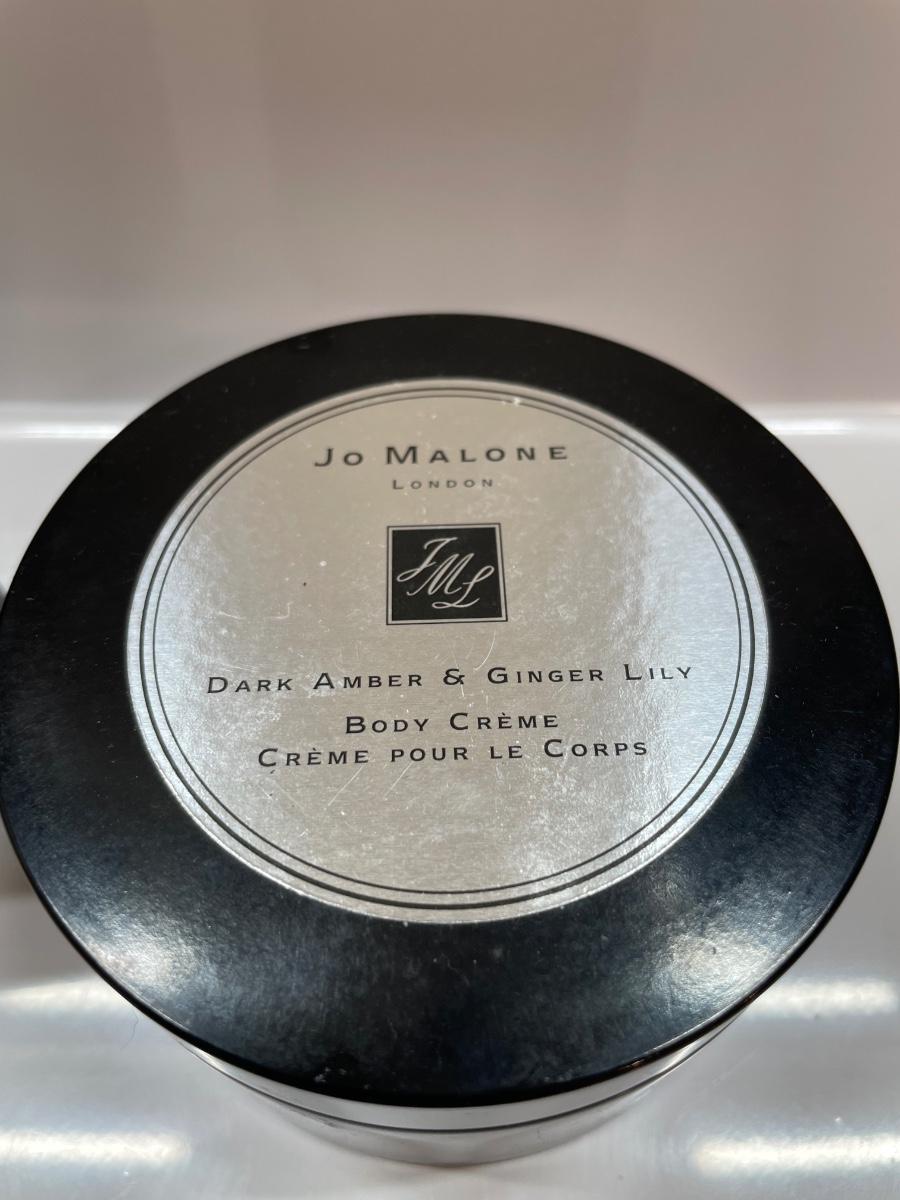 Jo Malone
London
JML
Dark Amber & Ginger Lily
Body Crème
Crème pour le Corps